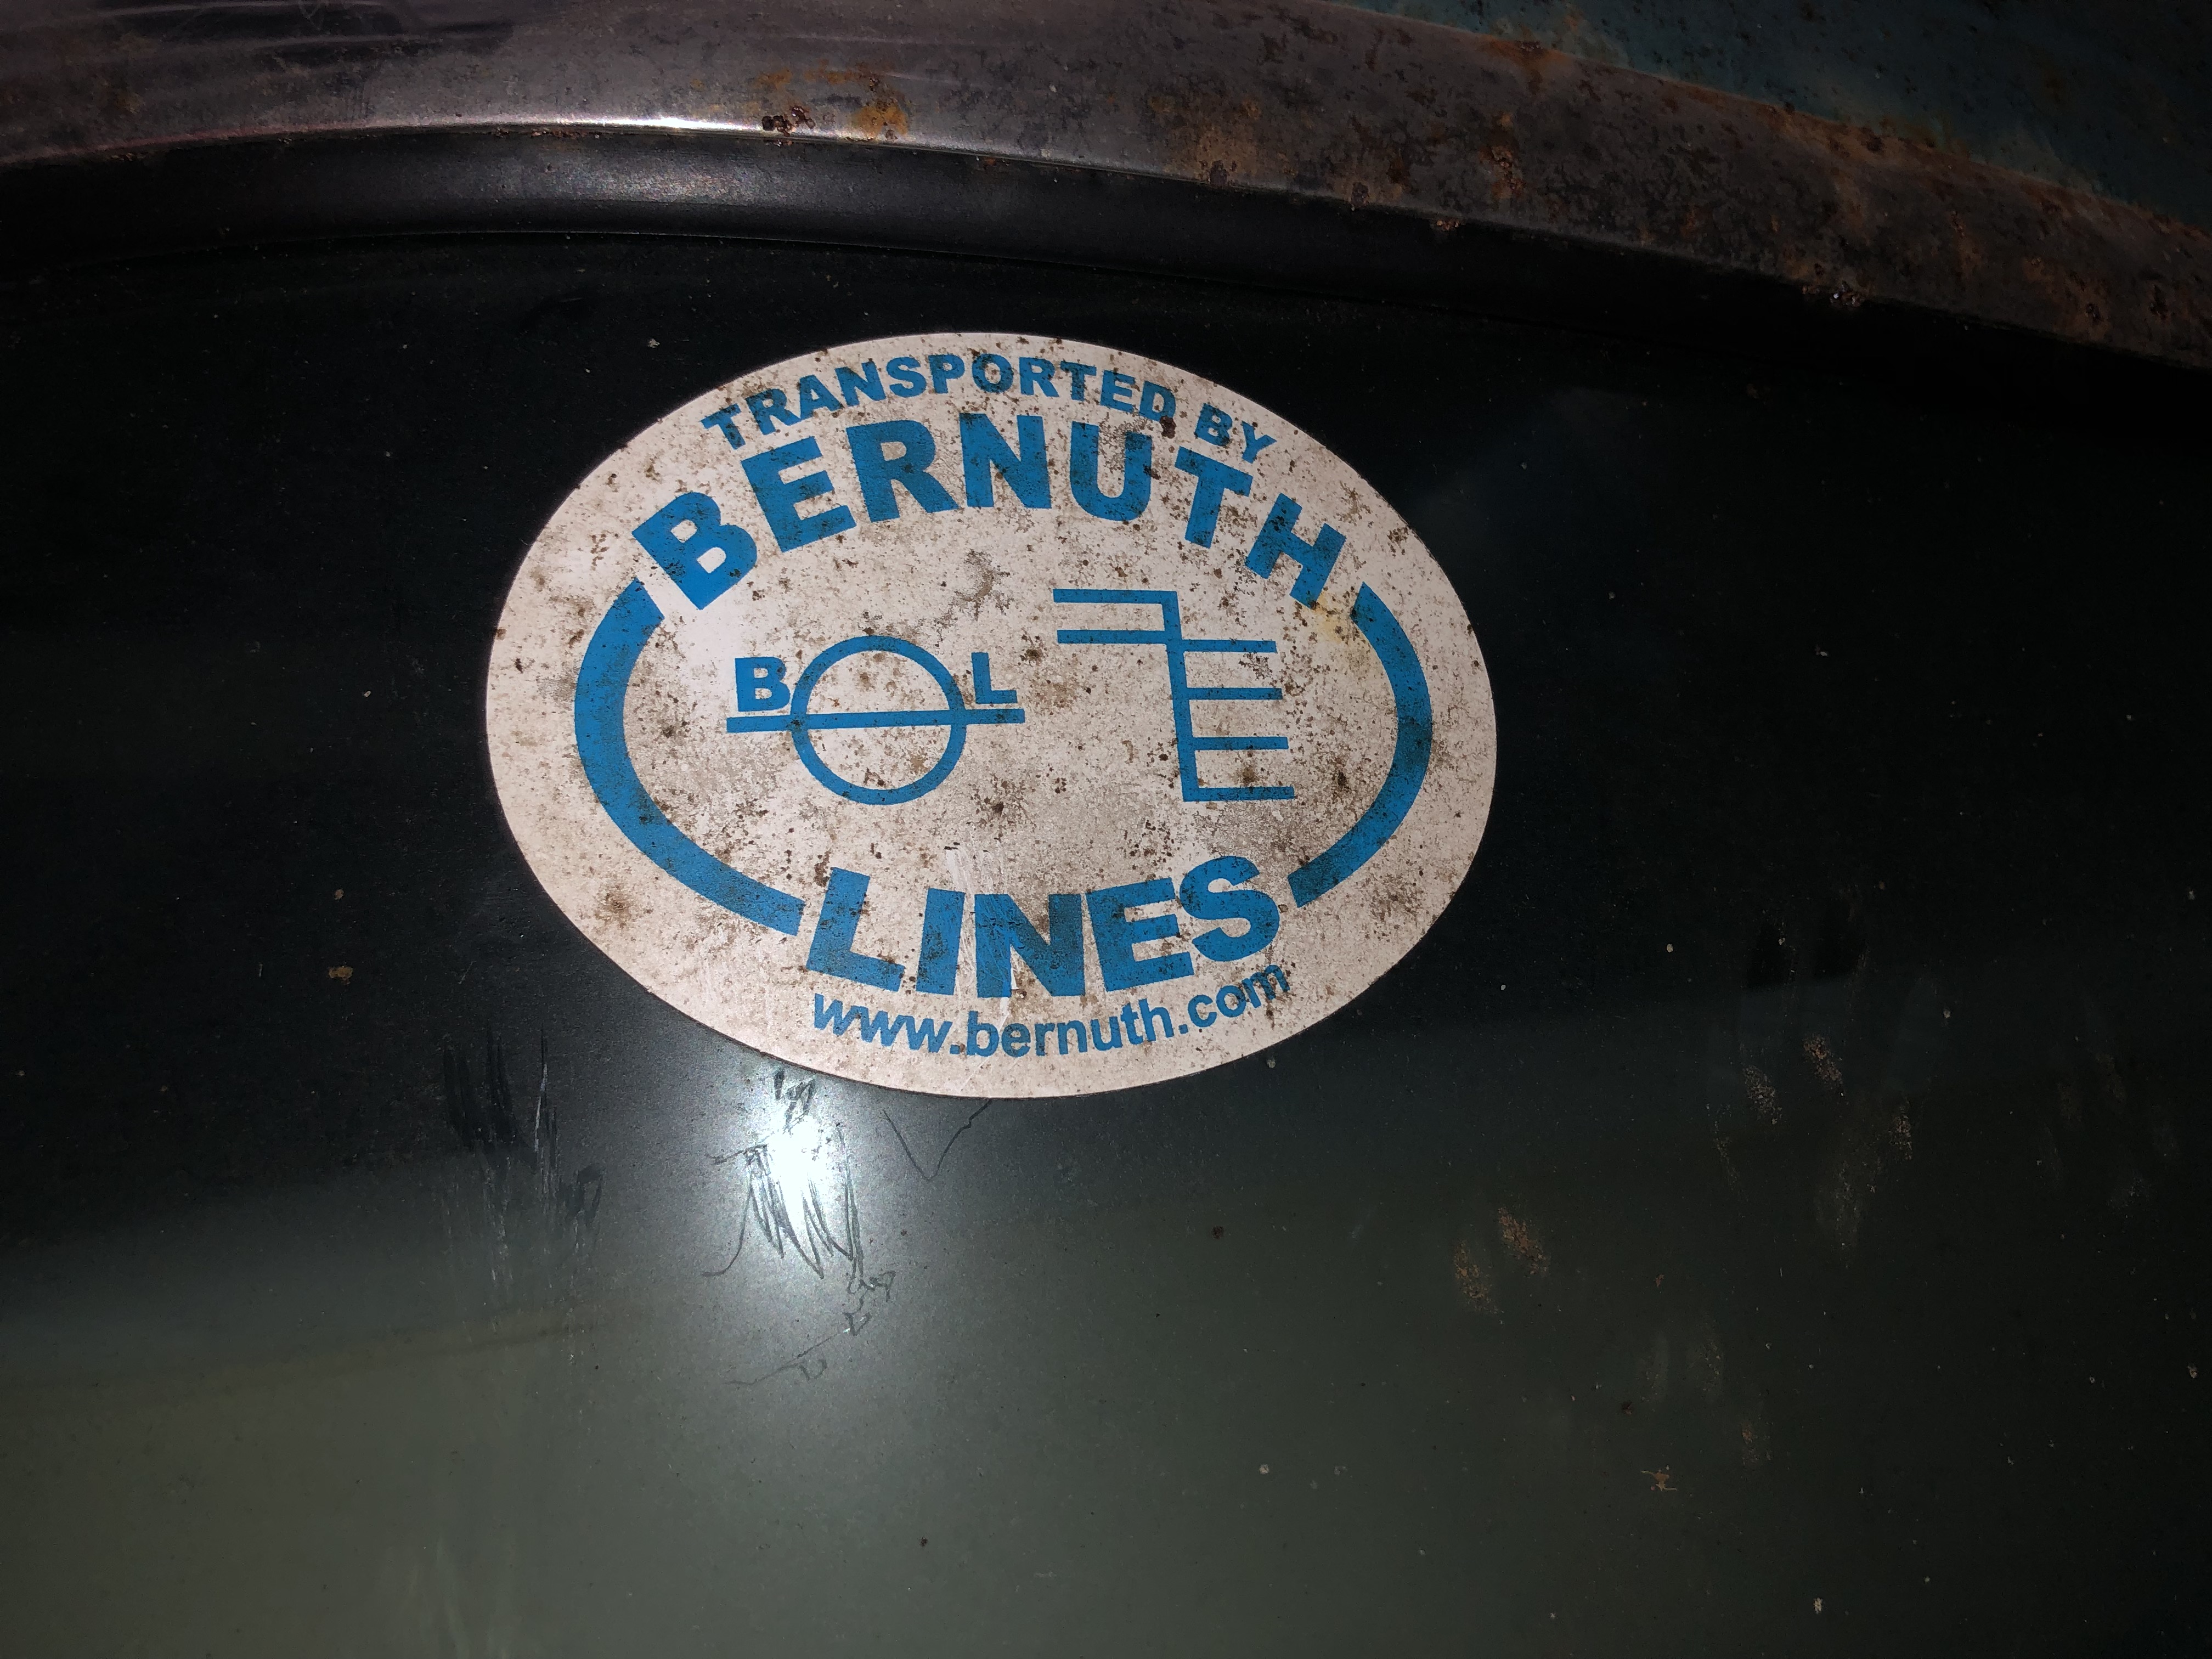 TRANSPORTED BY
BERNUTH
B O L
LINES
www.bernuth.com